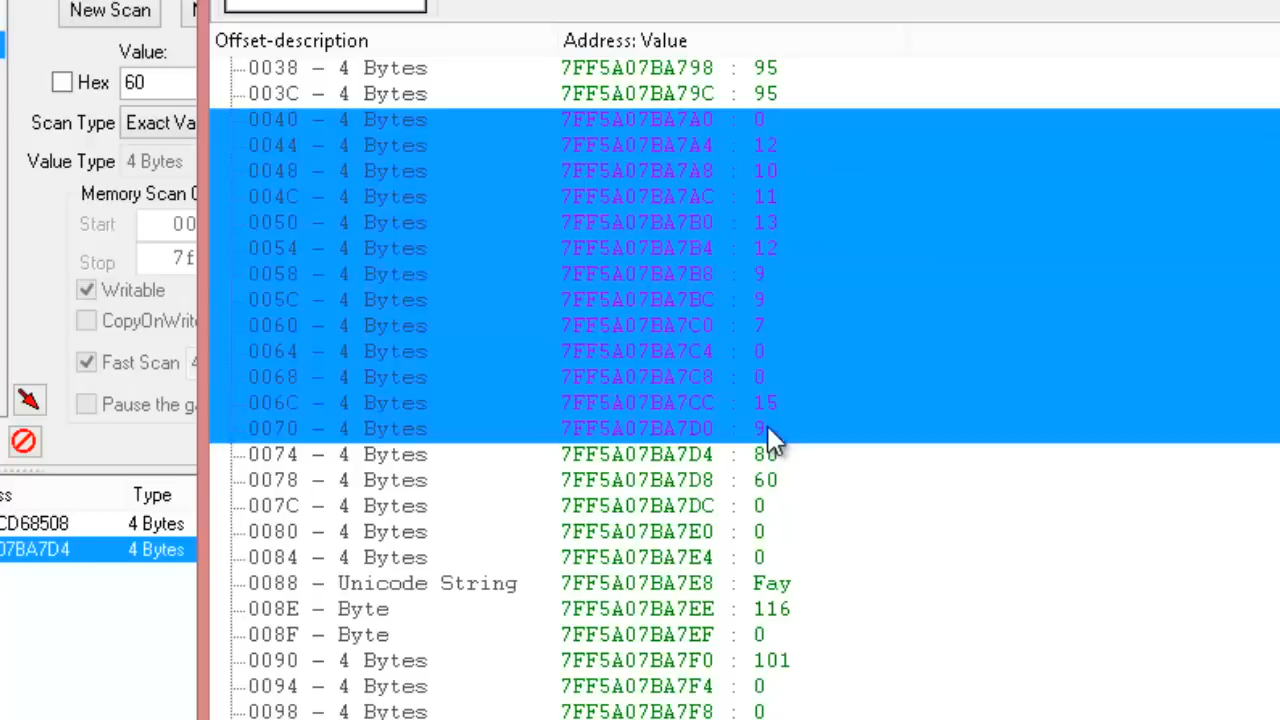 New Scan
N
Value:
Hex 60
Scan Type Exact Va
Value Type 4 Bytes
Memory Scan O
Start 00
Stop 7f
Writable
CopyOnWrit
Fast Scan 4
Pause the ga
ss Type
CD68508 4 Bytes
07BA7D4 4 Bytes
Offset-description Address: Value
0038 - 4 Bytes 7FF5A07BA798 : 95
003C - 4 Bytes 7FF5A07BA79C : 95
0040 - 4 Bytes 7FF5A07BA7A0 : 0
0044 - 4 Bytes 7FF5A07BA7A4 : 12
0048 - 4 Bytes 7FF5A07BA7A8 : 10
004C - 4 Bytes 7FF5A07BA7AC : 11
0050 - 4 Bytes 7FF5A07BA7B0 : 13
0054 - 4 Bytes 7FF5A07BA7B4 : 12
0058 - 4 Bytes 7FF5A07BA7B8 : 9
005C - 4 Bytes 7FF5A07BA7BC : 9
0060 - 4 Bytes 7FF5A07BA7C0 : 7
0064 - 4 Bytes 7FF5A07BA7C4 : 0
0068 - 4 Bytes 7FF5A07BA7C8 : 0
006C - 4 Bytes 7FF5A07BA7CC : 15
0070 - 4 Bytes 7FF5A07BA7D0 : 9
0074 - 4 Bytes 7FF5A07BA7D4 : 80
0078 - 4 Bytes 7FF5A07BA7D8 : 60
007C - 4 Bytes 7FF5A07BA7DC : 0
0080 - 4 Bytes 7FF5A07BA7E0 : 0
0084 - 4 Bytes 7FF5A07BA7E4 : 0
0088 - Unicode String 7FF5A07BA7E8 : Fay
008E - Byte 7FF5A07BA7EE : 116
008F - Byte 7FF5A07BA7EF : 0
0090 - 4 Bytes 7FF5A07BA7F0 : 101
0094 - 4 Bytes 7FF5A07BA7F4 : 0
0098 - 4 Bytes 7FF5A07BA7F8 : 0